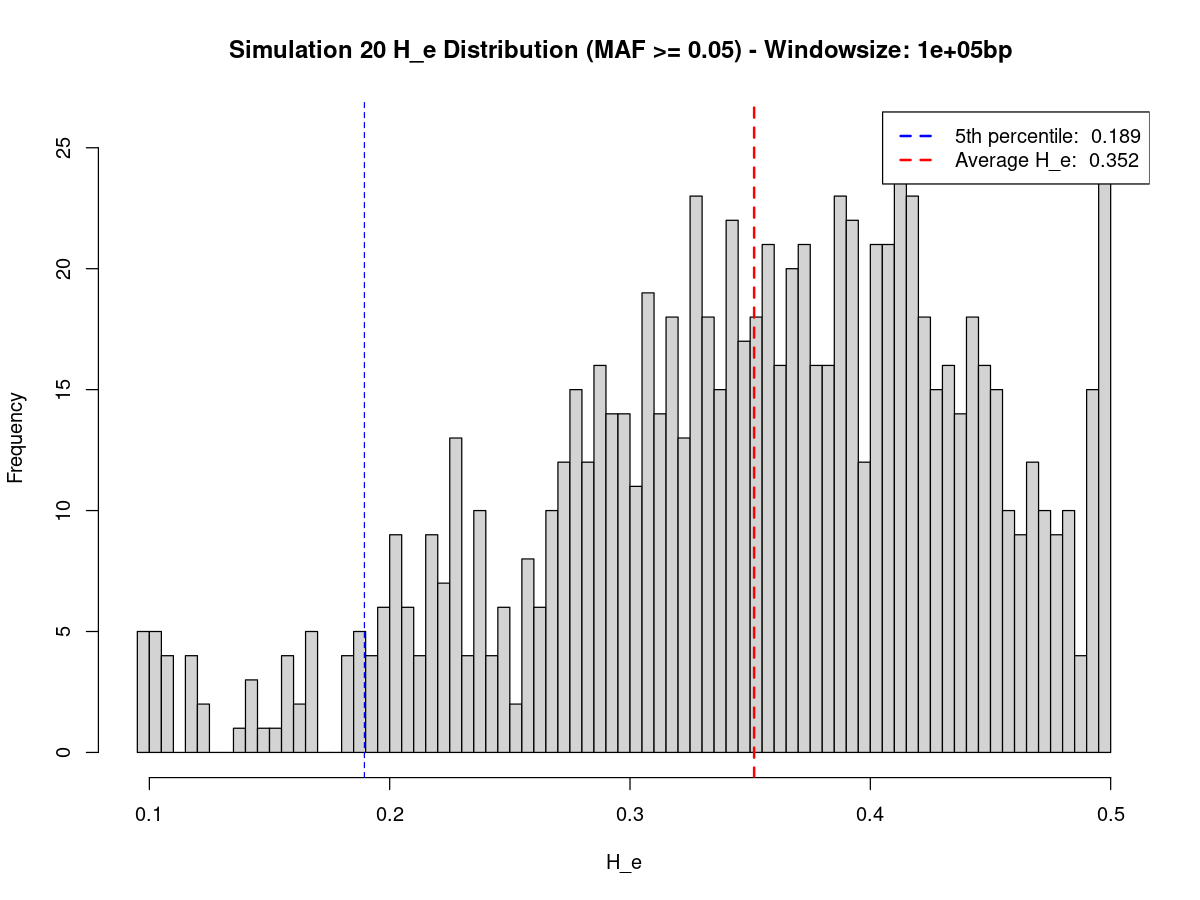 Simulation 20 H_e Distribution (MAF >= 0.05) - Windowsize: 1e+05bp
5th percentile: 0.189
Average H_e: 0.352
25
20
15
10
5
0
Frequency
0.1 0.2 0.3 0.4 0.5
H_e